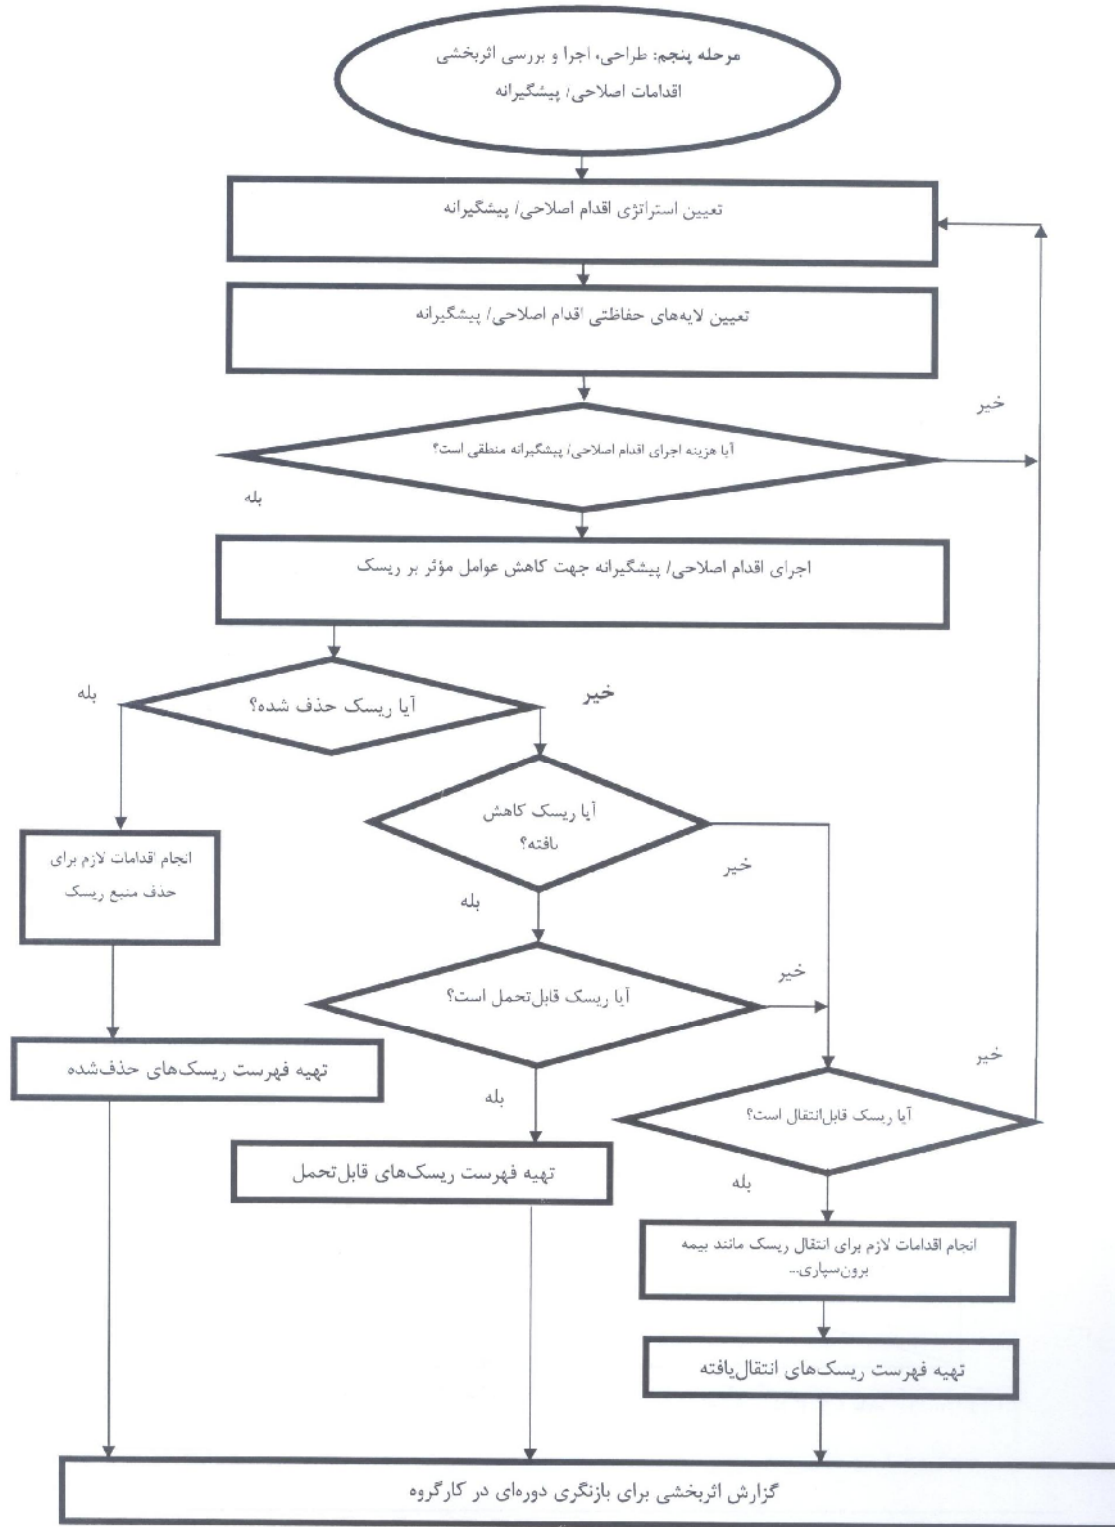 مرحله پنجم: طراحی، اجرا و بررسی اثربخشی
اقدامات اصلاحی/ پیشگیرانه
تعیین استراتژی اقدام اصلاحی/ پیشگیرانه
تعیین لایه‌های حفاظتی اقدام اصلاحی/ پیشگیرانه
خیر
آیا هزینه اجرای اقدام اصلاحی/ پیشگیرانه منطقی است؟
بله
اجرای اقدام اصلاحی/ پیشگیرانه جهت کاهش عوامل مؤثر بر ریسک
خیر
بله
آیا ریسک حذف شده؟
آیا ریسک کاهش
یافته؟
خیر
بله
انجام اقدامات لازم برای
حذف منبع ریسک
آیا ریسک قابل‌تحمل است؟
خیر
بله
تهیه فهرست ریسک‌های حذف‌شده
خیر
آیا ریسک قابل‌انتقال است؟
بله
تهیه فهرست ریسک‌های قابل‌تحمل
انجام اقدامات لازم برای انتقال ریسک مانند بیمه
برون‌سپاری...
تهیه فهرست ریسک‌های انتقال‌یافته
گزارش اثربخشی برای بازنگری دوره‌ای در کارگروه